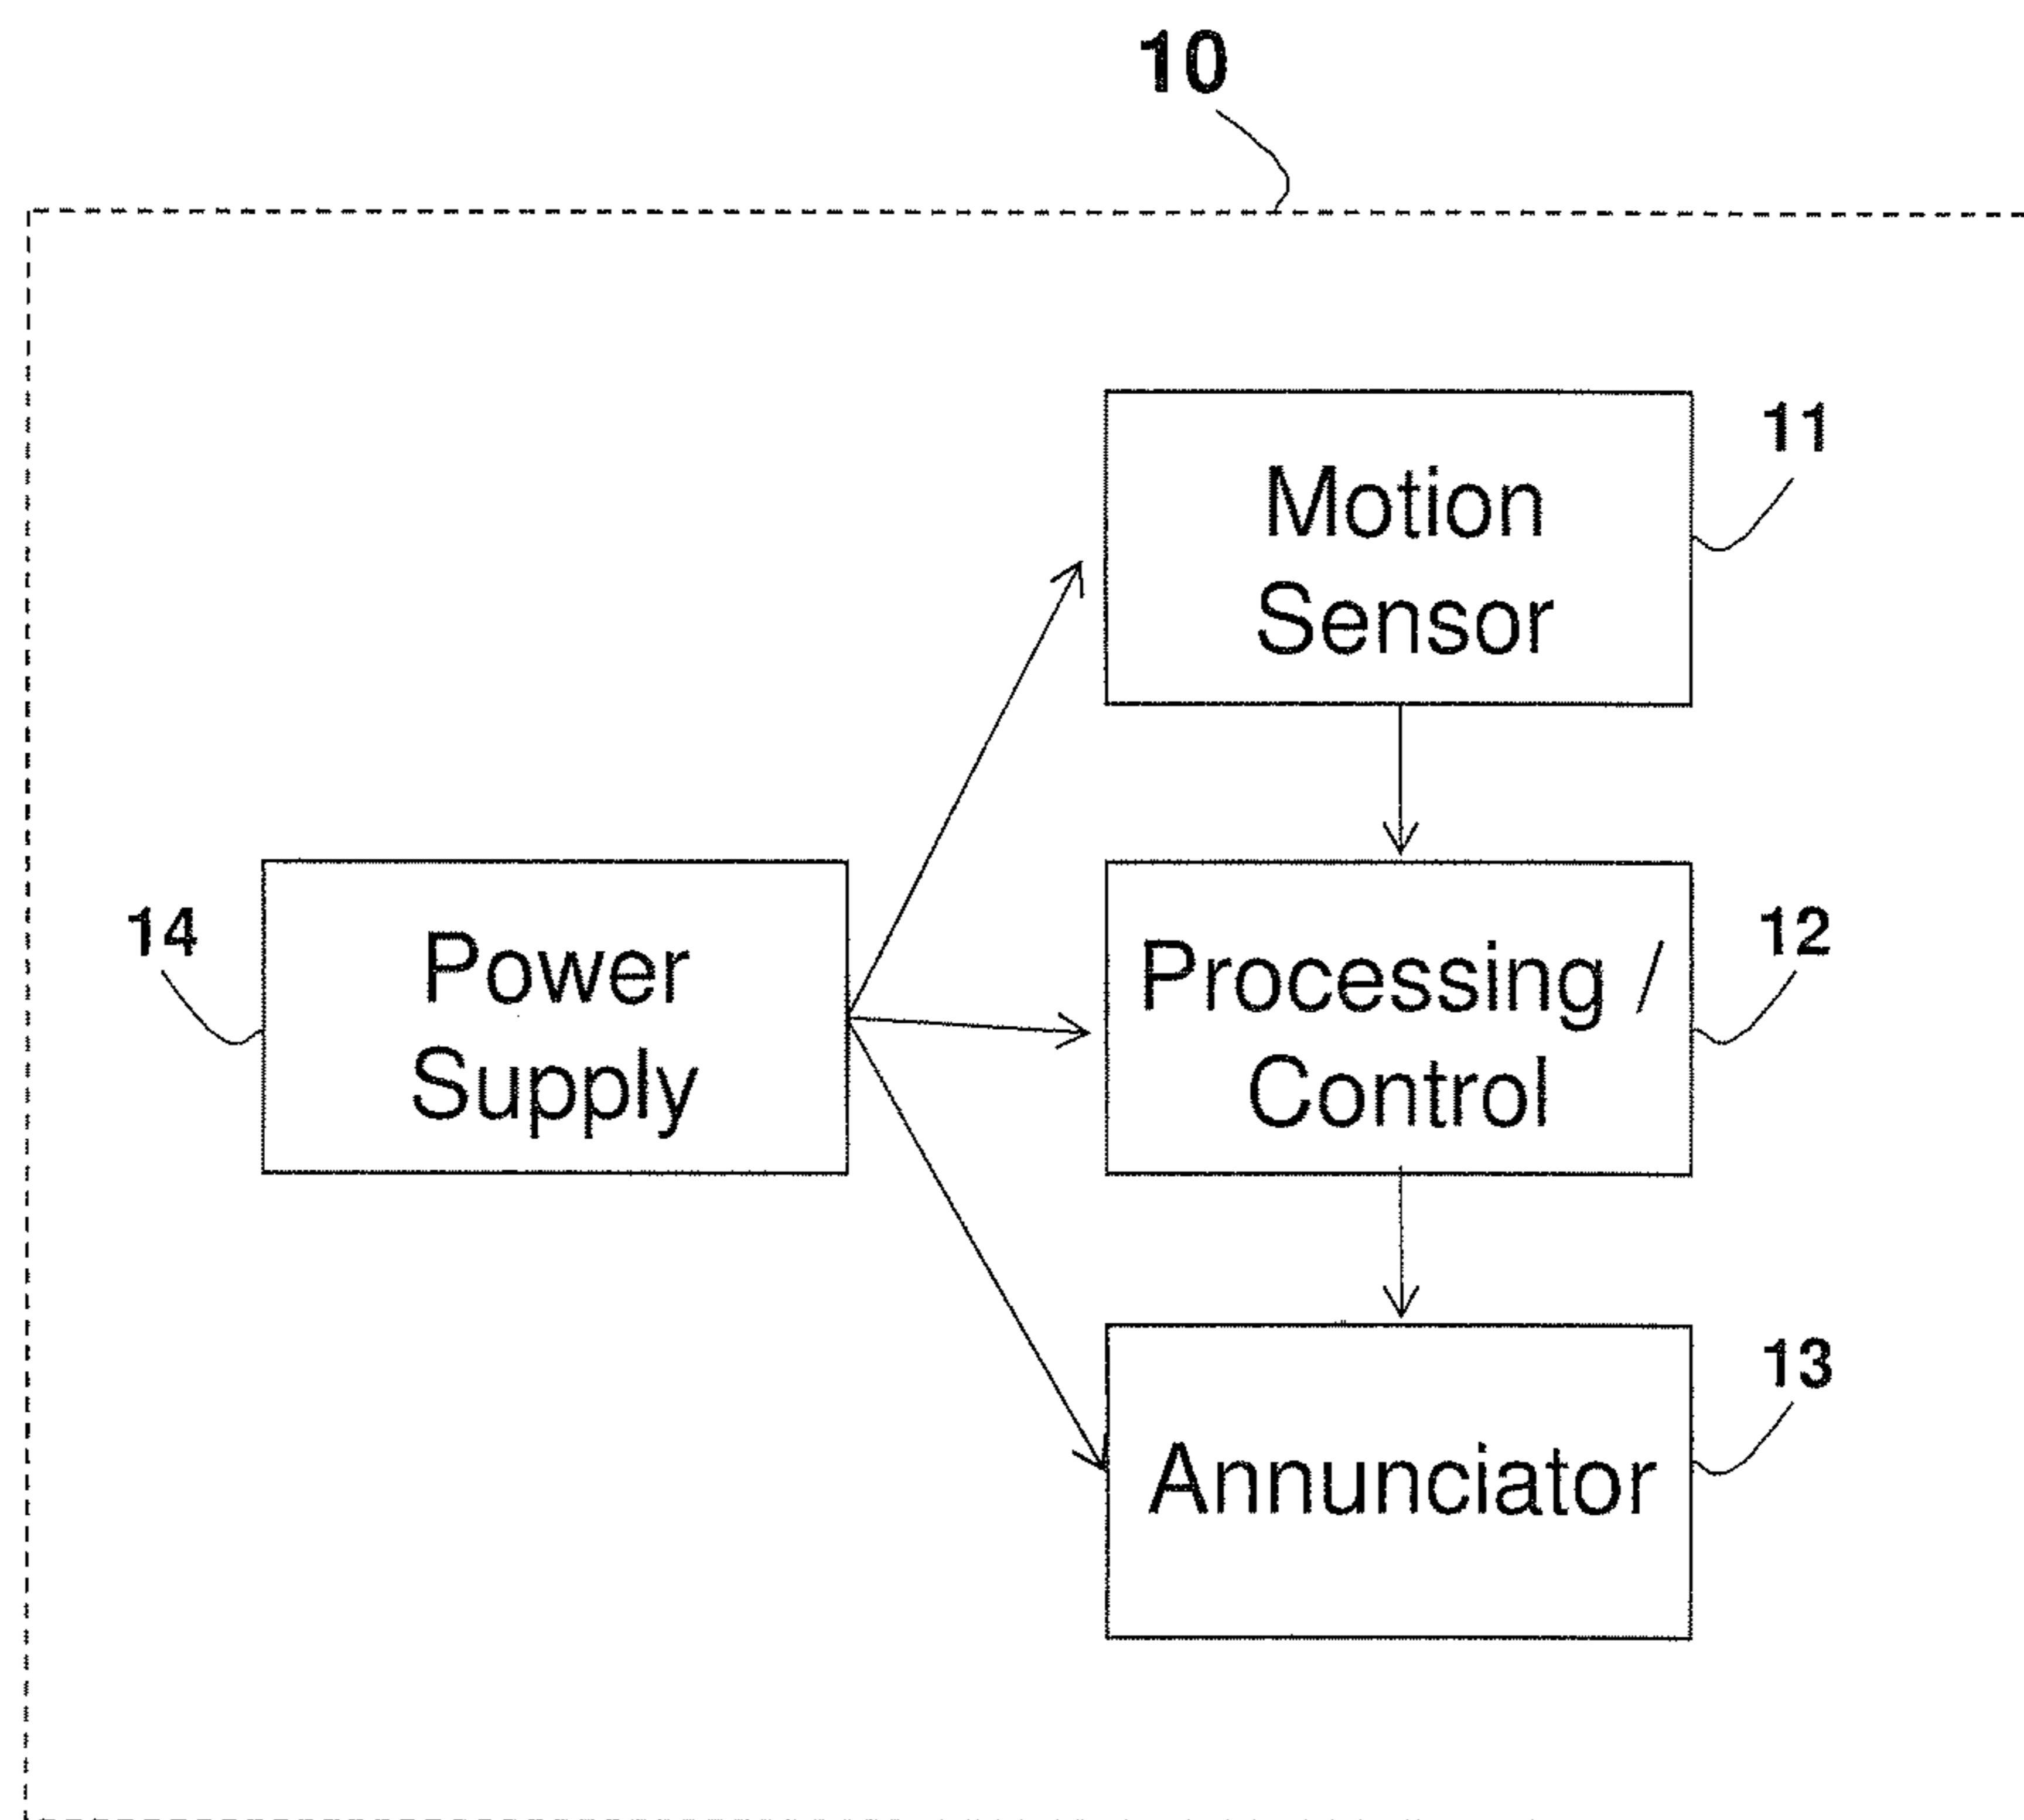 10
Motion
Sensor
11
14
Power
Supply
Processing /
Control
12
Annunciator
13